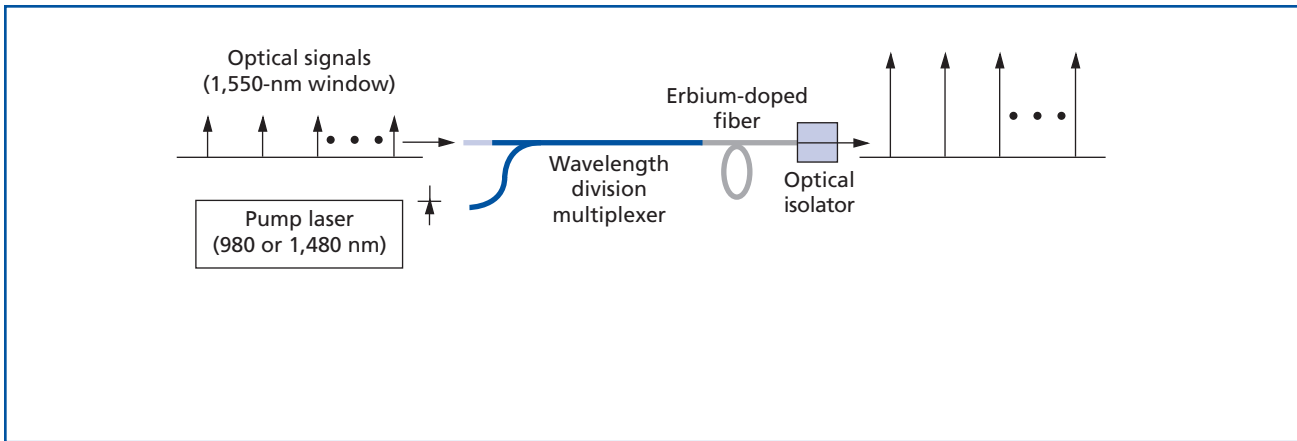 Optical signals
(1,550-nm window)
Pump laser
(980 or 1,480 nm)
Wavelength
division
multiplexer
Erbium-doped
fiber
Optical
isolator